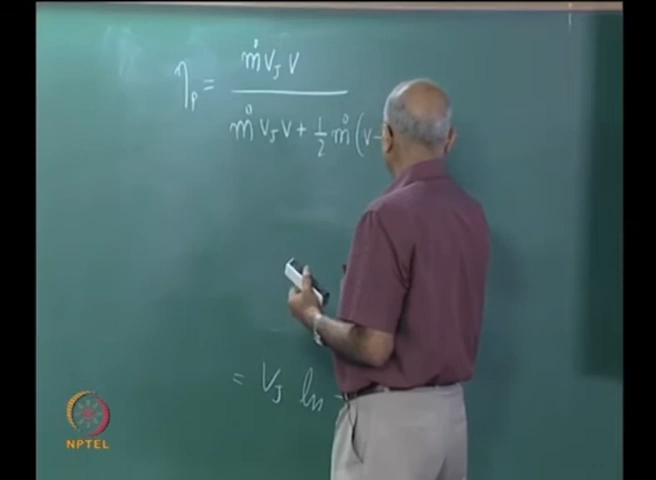 η_p = ṁ V_J V
ṁ V_J V + 1/2 ṁ (V-
= V_J ln
NPTEL